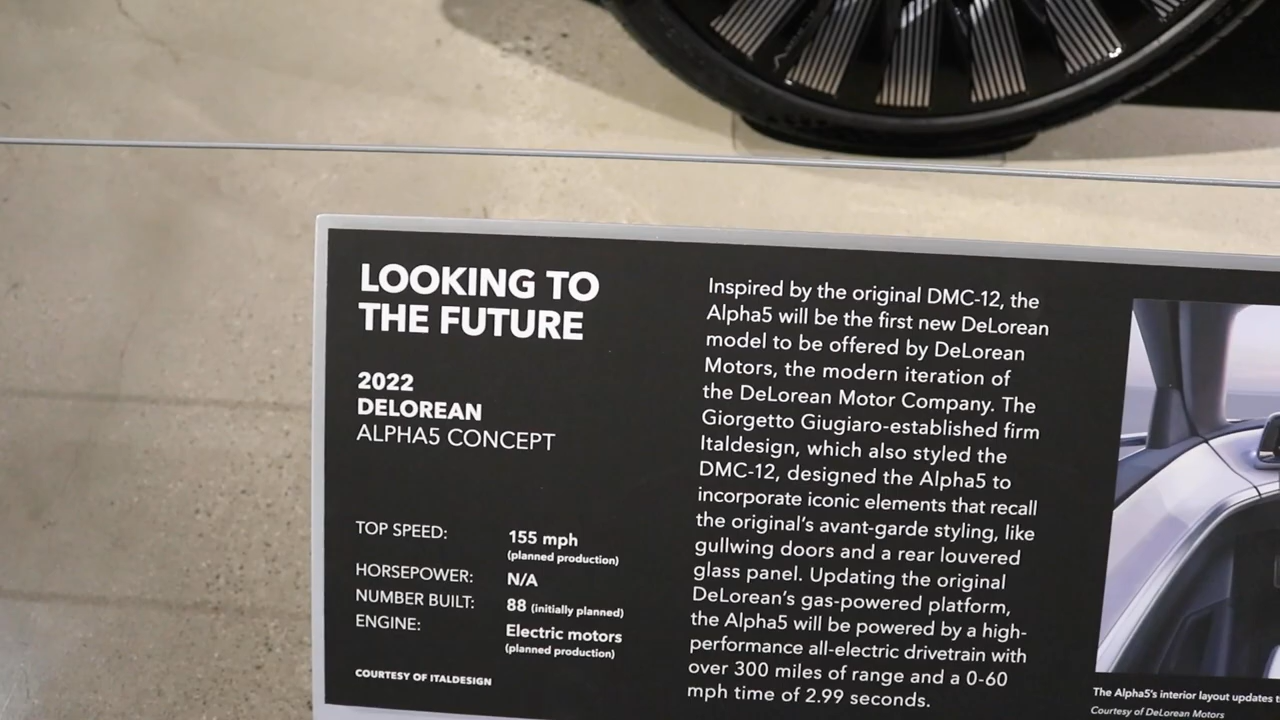 LOOKING TO
THE FUTURE
2022
DELOREAN
ALPHA5 CONCEPT
TOP SPEED: 155 mph
(planned production)
HORSEPOWER: N/A
NUMBER BUILT: 88 (initially planned)
ENGINE: Electric motors
(planned production)
COURTESY OF ITALDESIGN
Inspired by the original DMC-12, the
Alpha5 will be the first new DeLorean
model to be offered by DeLorean
Motors, the modern iteration of
the DeLorean Motor Company. The
Giorgetto Giugiaro-established firm
Italdesign, which also styled the
DMC-12, designed the Alpha5 to
incorporate iconic elements that recall
the original's avant-garde styling, like
gullwing doors and a rear louvered
glass panel. Updating the original
DeLorean's gas-powered platform,
the Alpha5 will be powered by a high-
performance all-electric drivetrain with
over 300 miles of range and a 0-60
mph time of 2.99 seconds.
The Alpha5's interior layout updates
Courtesy of DeLorean Motors